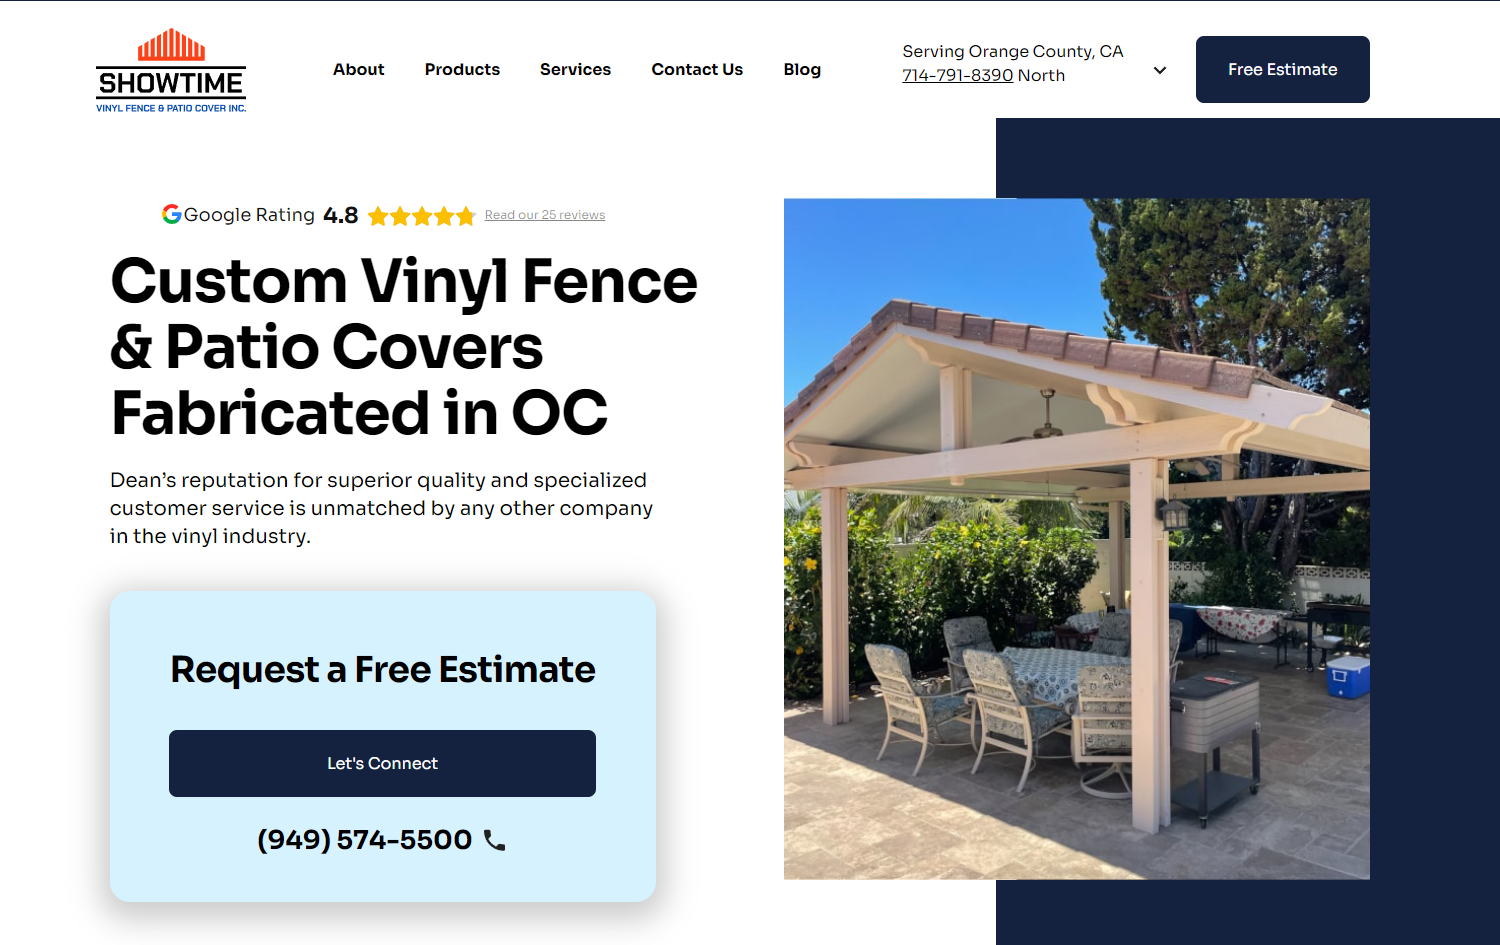 SHOWTIME
VINYL FENCE & PATIO COVER INC.
About
Products
Services
Contact Us
Blog
Serving Orange County, CA
714-791-8390 North
Free Estimate
Google Rating 4.8 Read our 25 reviews
Custom Vinyl Fence
& Patio Covers
Fabricated in OC
Dean’s reputation for superior quality and specialized
customer service is unmatched by any other company
in the vinyl industry.
Request a Free Estimate
Let's Connect
(949) 574-5500